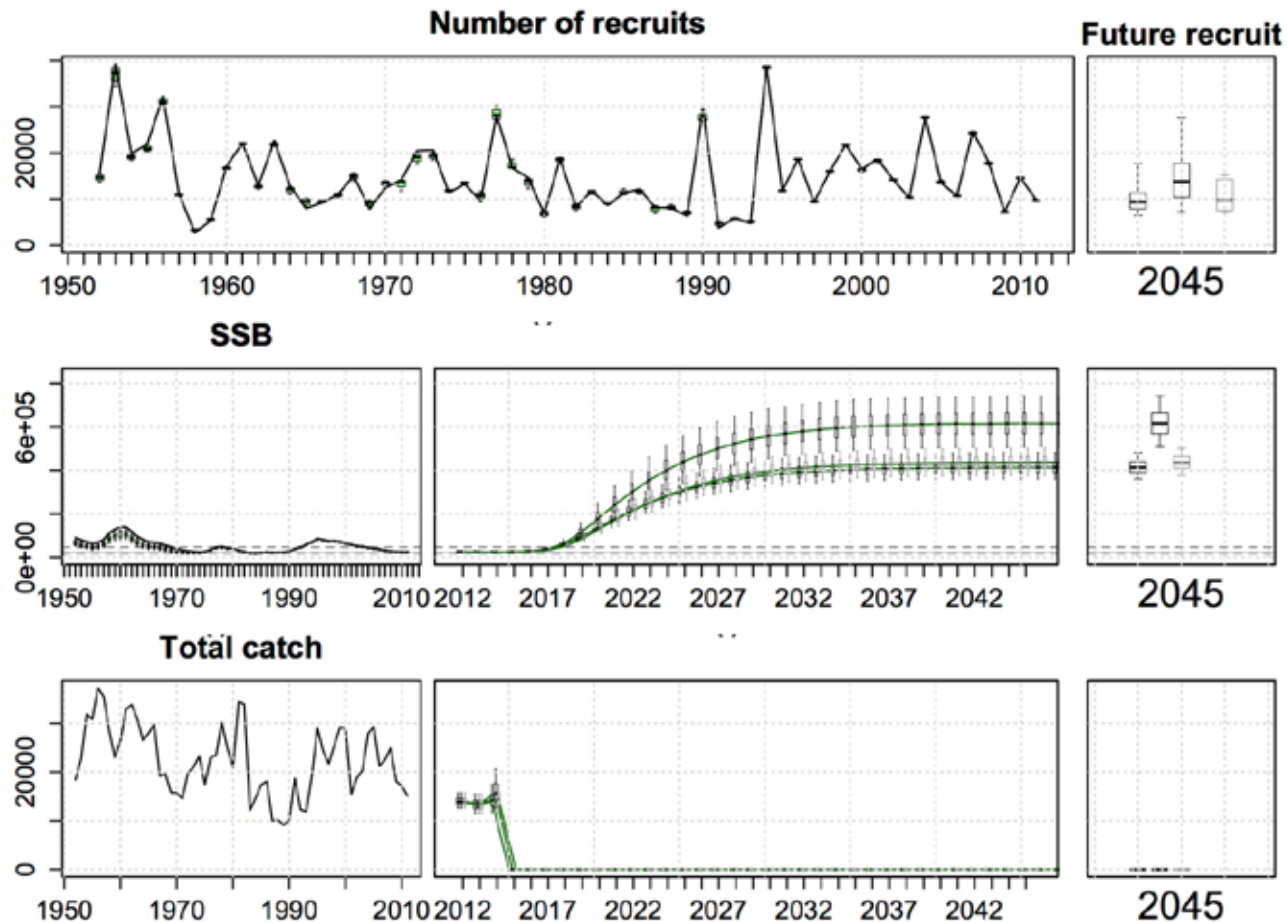 Number of recruits
Future recruit
20000
0
1950 1960 1970 1980 1990 2000 2010
2045
SSB
6e+05
0e+00
1950 1970 1990 2010
2012 2017 2022 2027 2032 2037 2042
2045
Total catch
20000
0
1950 1970 1990 2010
2012 2017 2022 2027 2032 2037 2042
2045